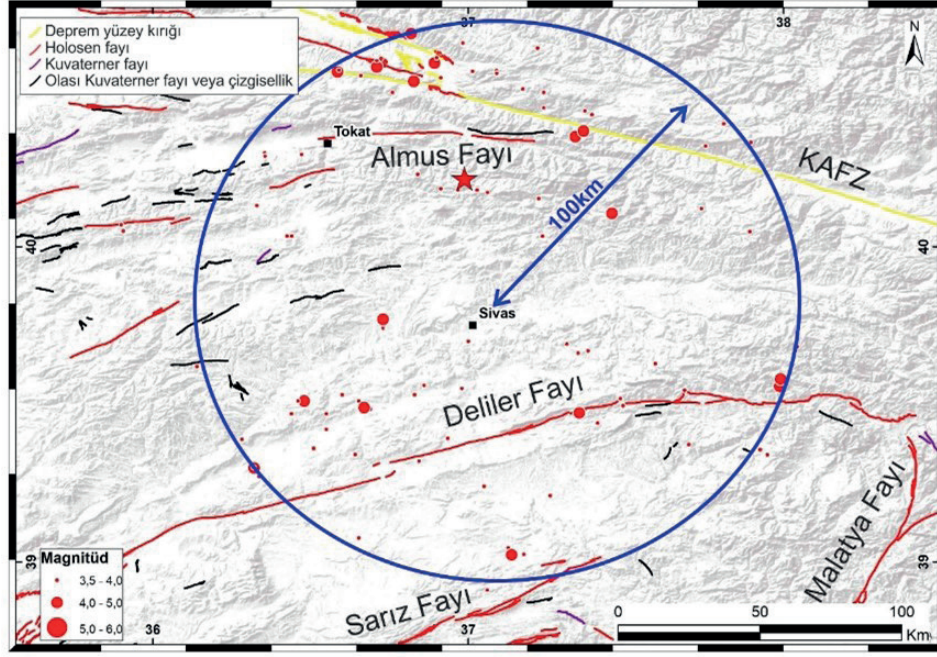 37
38
Deprem yüzey kırığı
Holosen fayı
Kuvaterner fayı
Olası Kuvaterner fayı veya çizgisellik
N
Tokat
Almus Fayı
KAFZ
100km
40
40
Sivas
Deliler Fayı
Malatya Fayı
39
39
Magnitüd
3,5 - 4,0
4,0 - 5,0
5,0 - 6,0
Sarız Fayı
0
50
100
Km
36
37